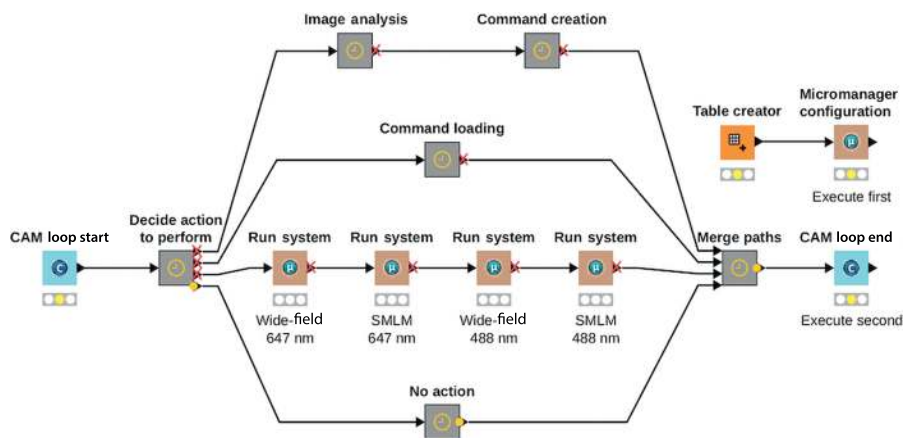 Image analysis
Command creation
Command loading
Table creator
Micromanager
configuration
Execute first
CAM loop start
Decide action
to perform
Run system
Run system
Run system
Run system
Merge paths
CAM loop end
Wide-field
647 nm
SMLM
647 nm
Wide-field
488 nm
SMLM
488 nm
Execute second
No action
C
μ
μ
μ
μ
μ
C